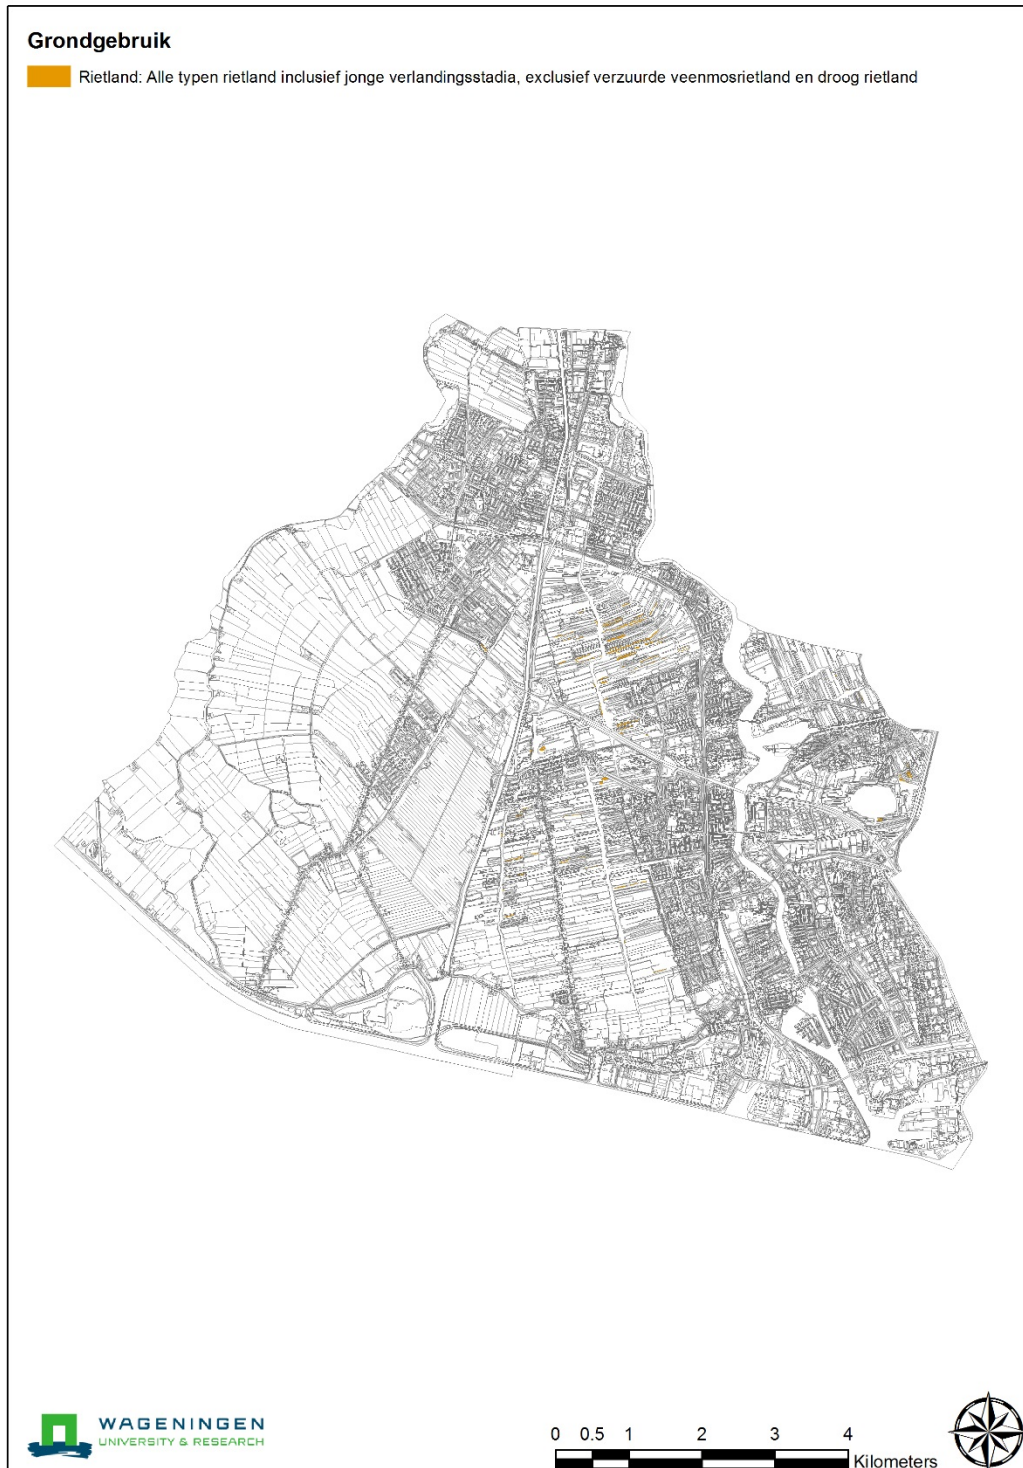 Grondgebruik
Rietland: Alle typen rietland inclusief jonge verlandingsstadia, exclusief verzuurde veenmosrietland en droog rietland
WAGENINGEN
UNIVERSITY & RESEARCH
0 0.5 1 2 3 4
Kilometers